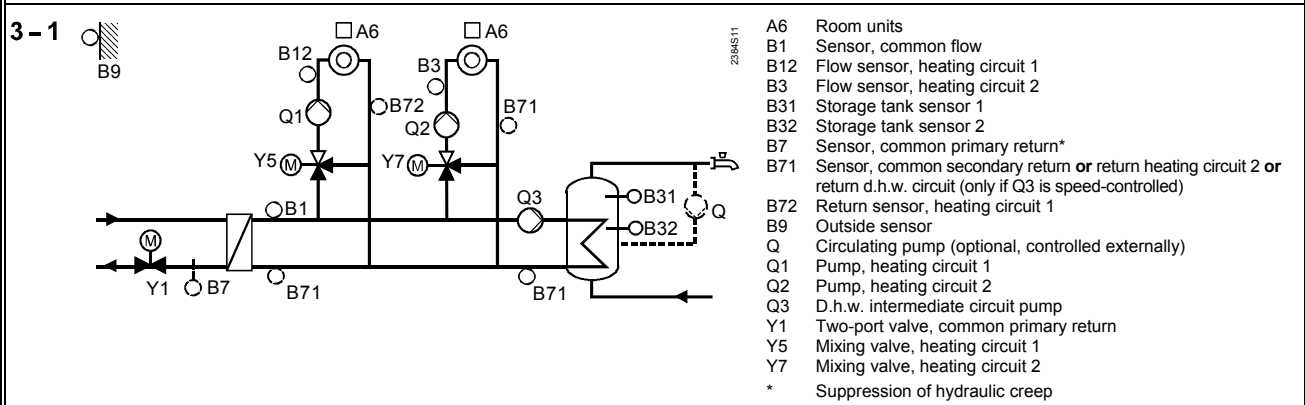 3 – 1
B9
B12
A6
A6
B3
B72
B71
Q1
Q2
Y5
M
Y7
M
B1
Q3
B31
Q
B32
M
Y1
B7
B71
B71
2384S11
A6 Room units
B1 Sensor, common flow
B12 Flow sensor, heating circuit 1
B3 Flow sensor, heating circuit 2
B31 Storage tank sensor 1
B32 Storage tank sensor 2
B7 Sensor, common primary return*
B71 Sensor, common secondary return or return heating circuit 2 or
return d.h.w. circuit (only if Q3 is speed-controlled)
B72 Return sensor, heating circuit 1
B9 Outside sensor
Q Circulating pump (optional, controlled externally)
Q1 Pump, heating circuit 1
Q2 Pump, heating circuit 2
Q3 D.h.w. intermediate circuit pump
Y1 Two-port valve, common primary return
Y5 Mixing valve, heating circuit 1
Y7 Mixing valve, heating circuit 2
* Suppression of hydraulic creep